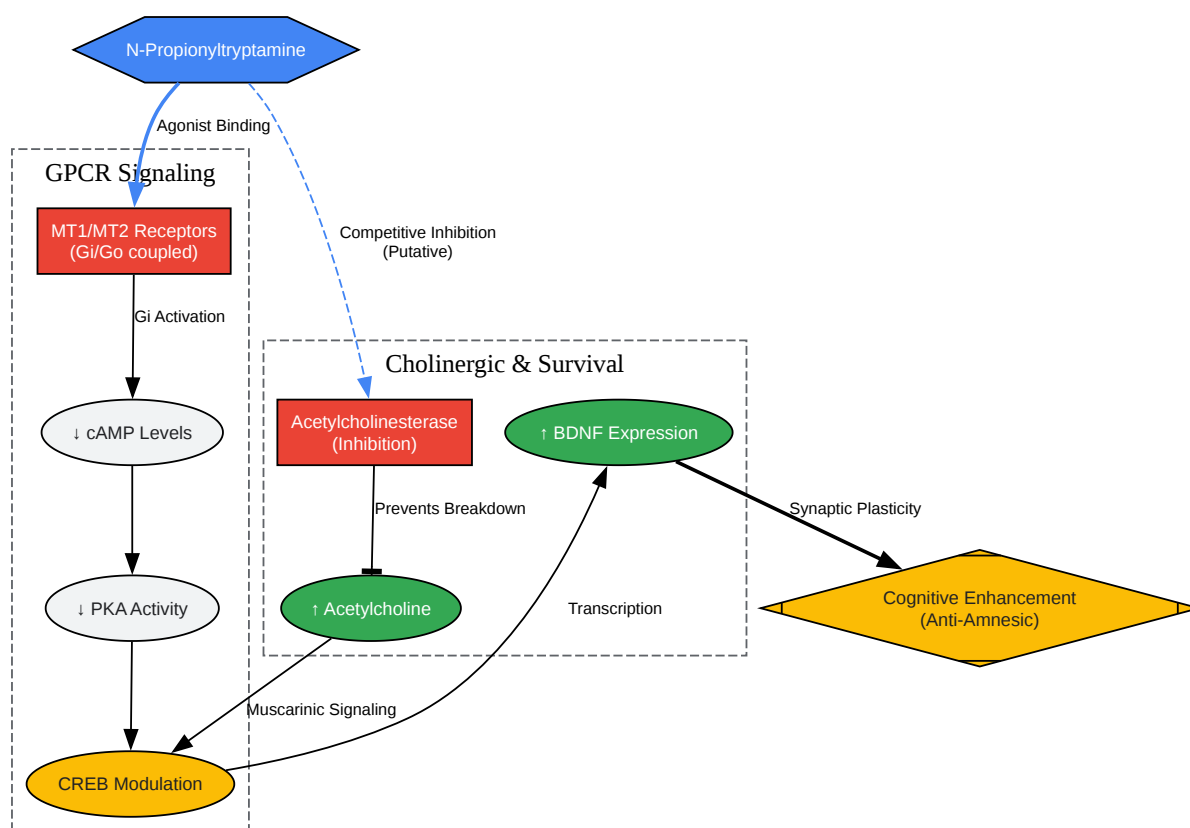 N-Propionyltryptamine
Agonist Binding
GPCR Signaling
MT1/MT2 Receptors
(Gi/Go coupled)
Competitive Inhibition
(Putative)
Gi Activation
Cholinergic & Survival
↓ cAMP Levels
Acetylcholinesterase
(Inhibition)
↑ BDNF Expression
Prevents Breakdown
Synaptic Plasticity
↓ PKA Activity
↑ Acetylcholine
Transcription
Cognitive Enhancement
(Anti-Amnesic)
Muscarinic Signaling
CREB Modulation